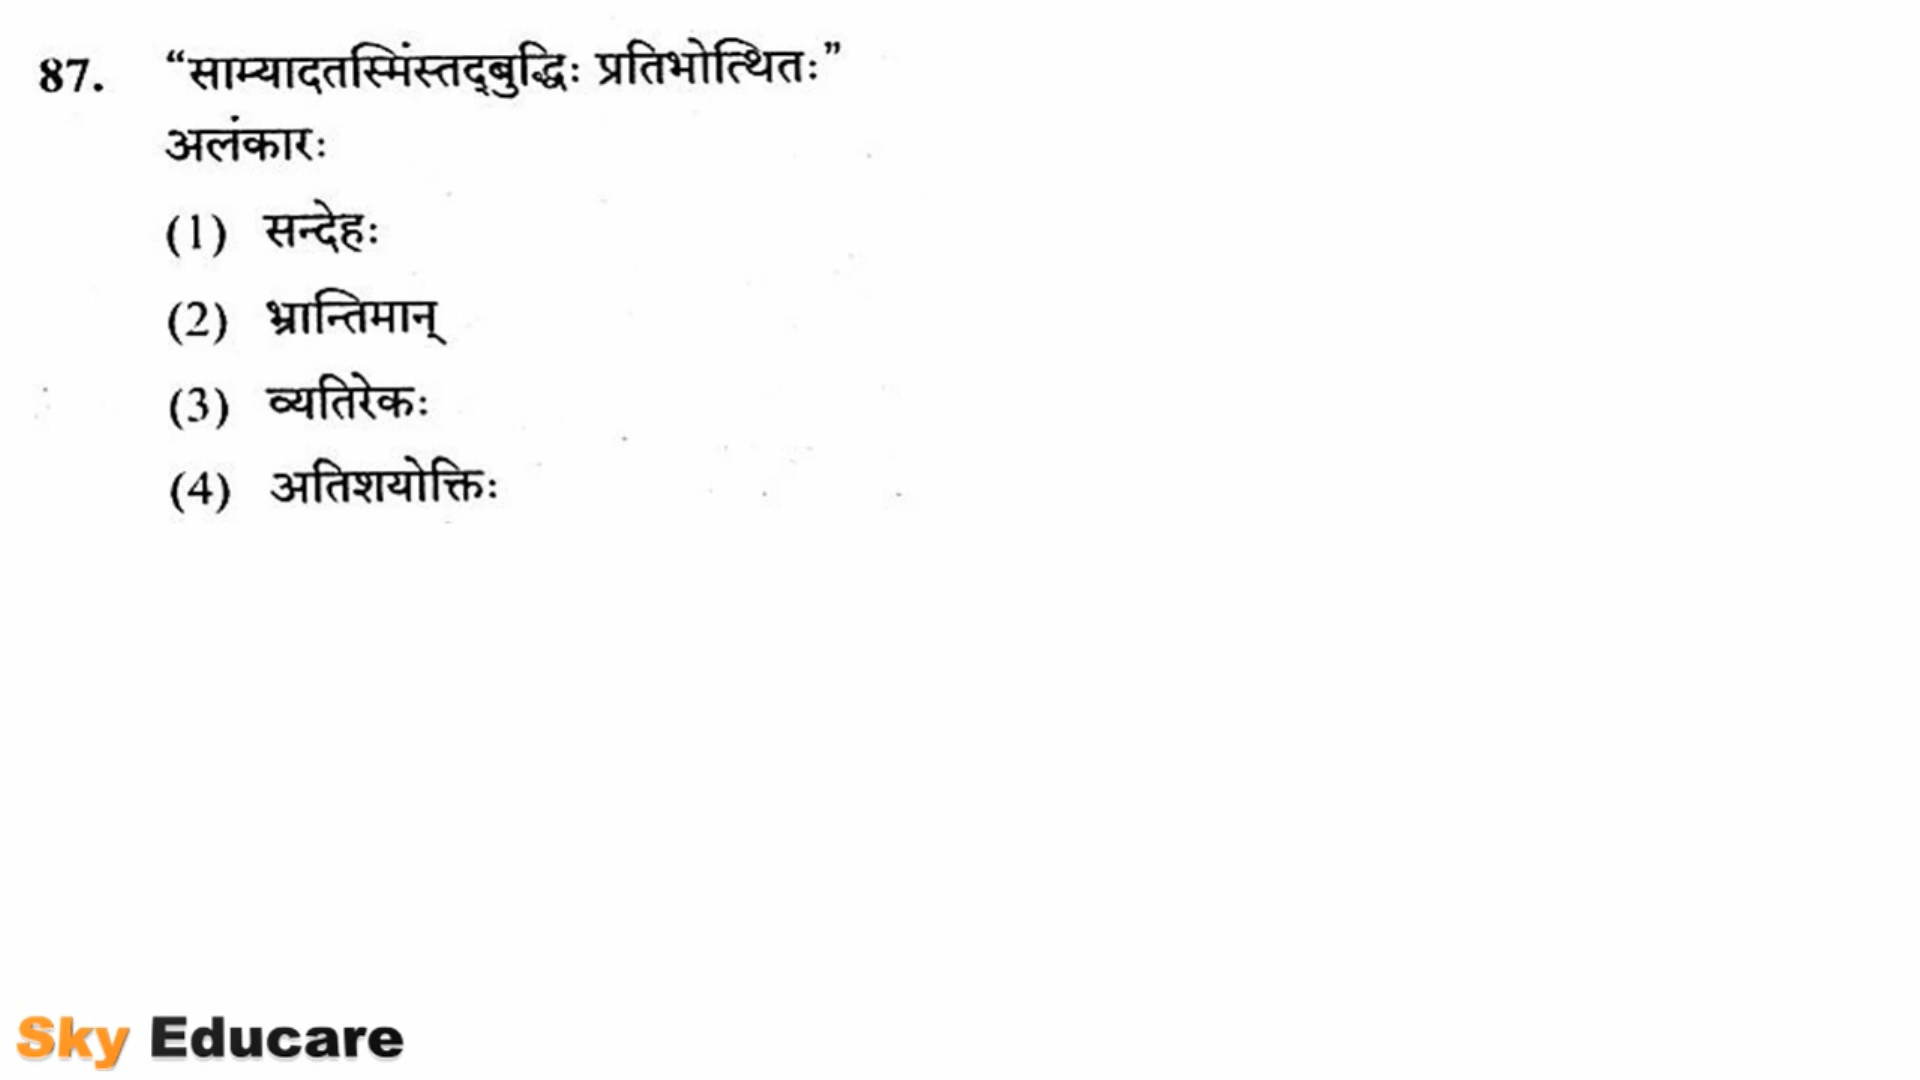 87. “साम्यादतस्मिंस्तद्बुद्धिः प्रतिभोत्थितः”
अलंकारः
(1) सन्देहः
(2) भ्रान्तिमान्
(3) व्यतिरेकः
(4) अतिशयोक्तिः
Sky Educare